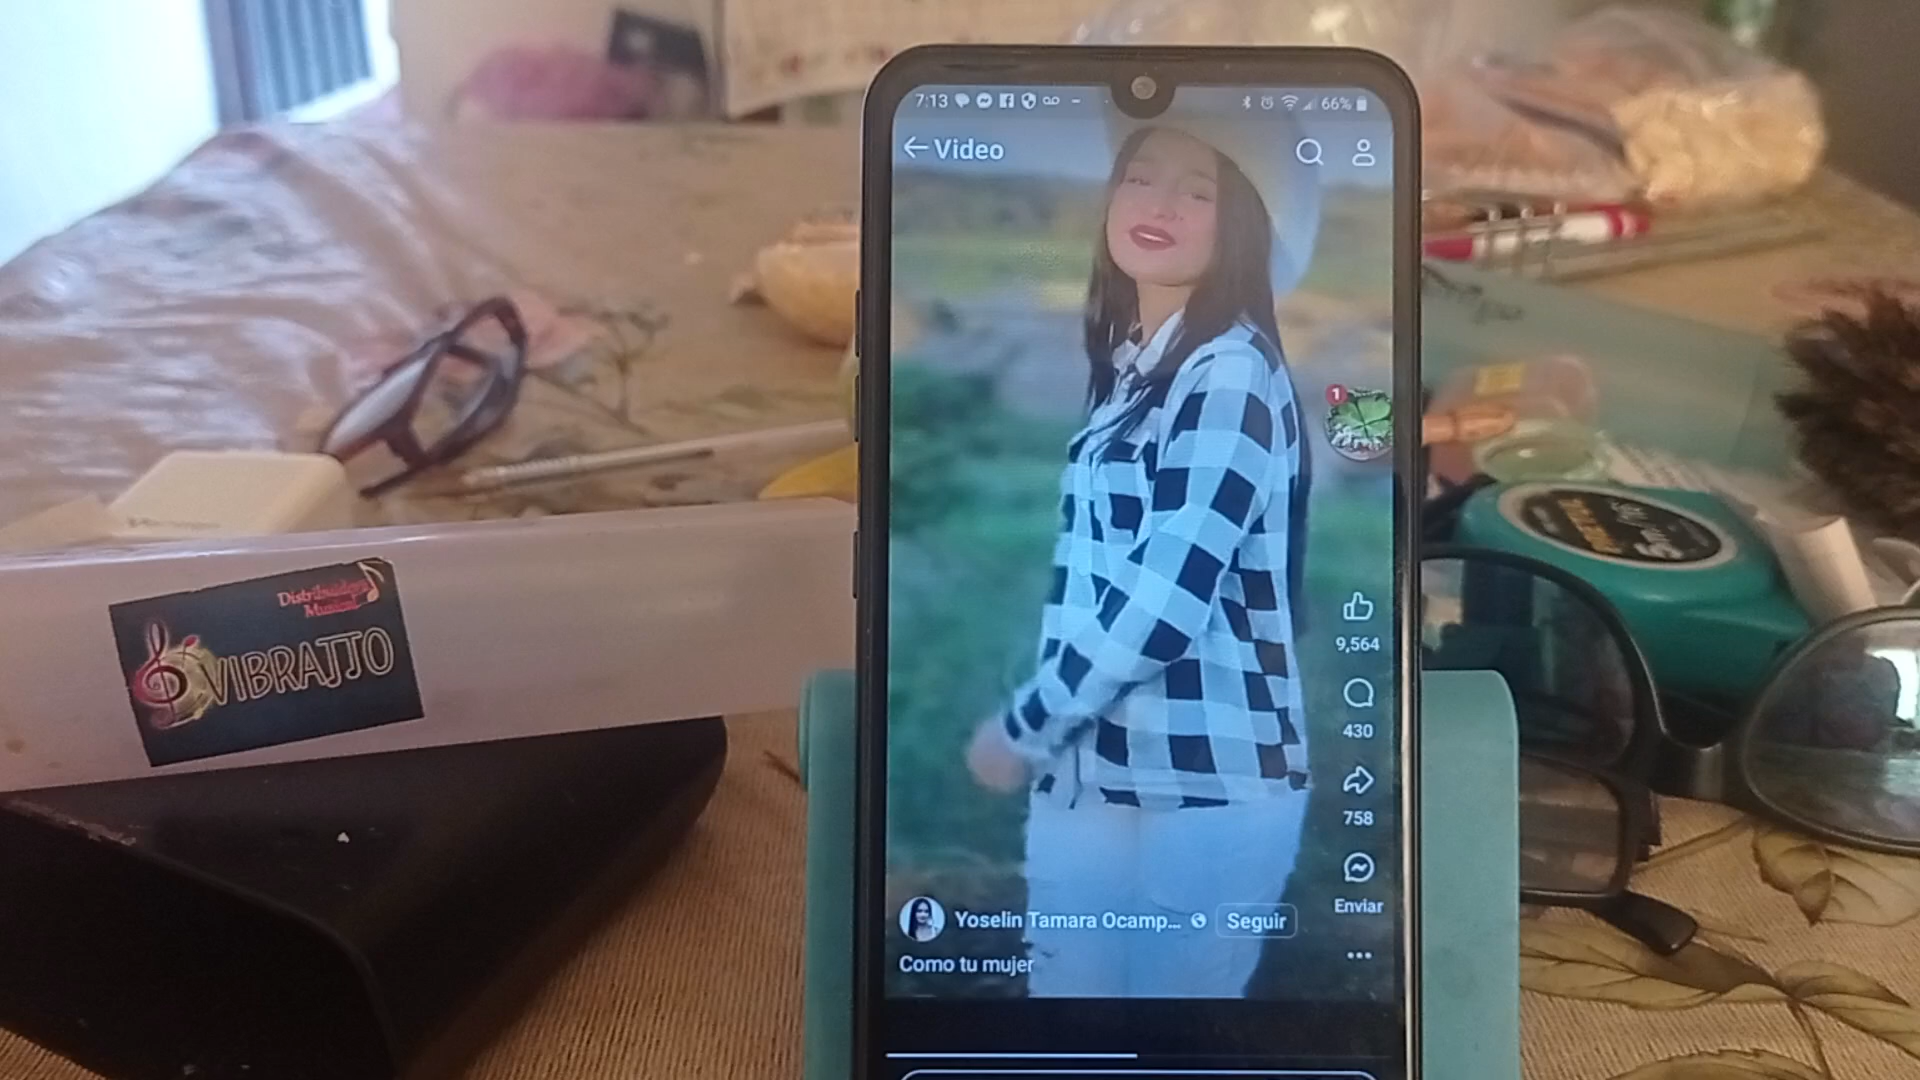 7:13
66%
Video
1
9,564
430
758
Enviar
Yoselin Tamara Ocamp...
Seguir
Como tu mujer
Distribuidora
Musical
VIBRATTO